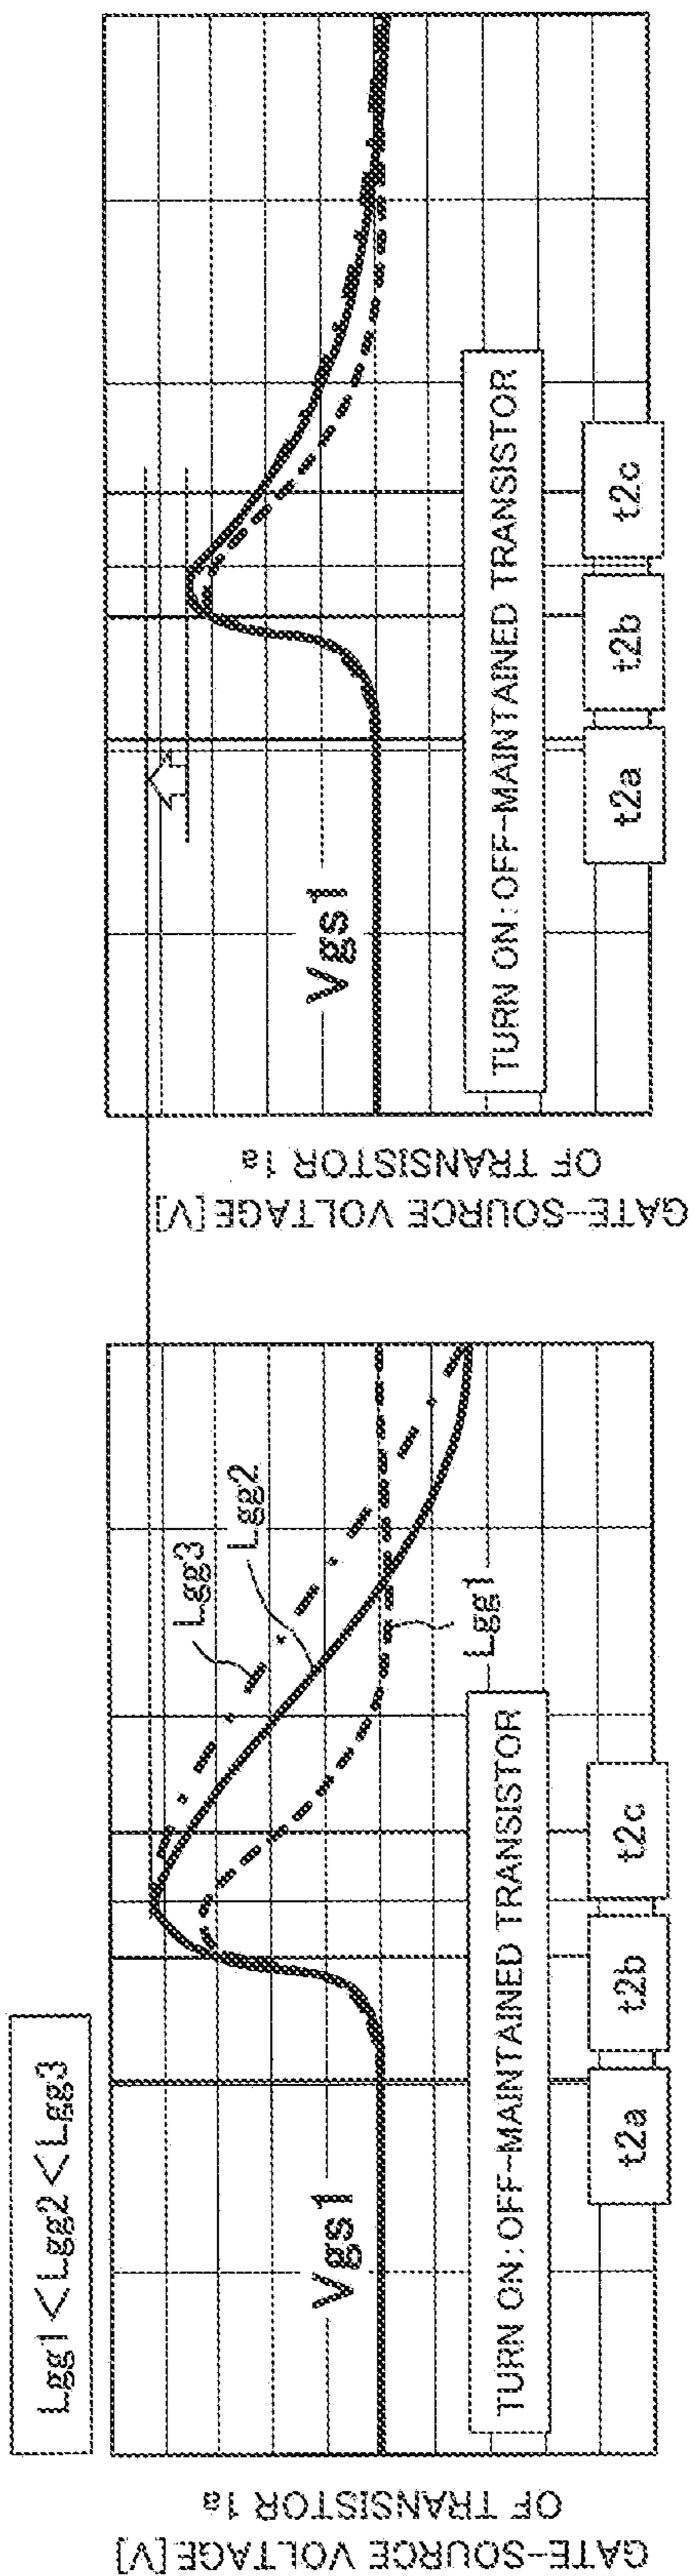 Lgg1<Lgg2<Lgg3
GATE-SOURCE VOLTAGE[V]
OF TRANSISTOR 1a
Vgs1
Lgg3
Lgg2
Lgg1
TURN ON:OFF-MAINTAINED TRANSISTOR
t2a
t2b
t2c
GATE-SOURCE VOLTAGE[V]
OF TRANSISTOR 1a
Vgs1
TURN ON:OFF-MAINTAINED TRANSISTOR
t2a
t2b
t2c